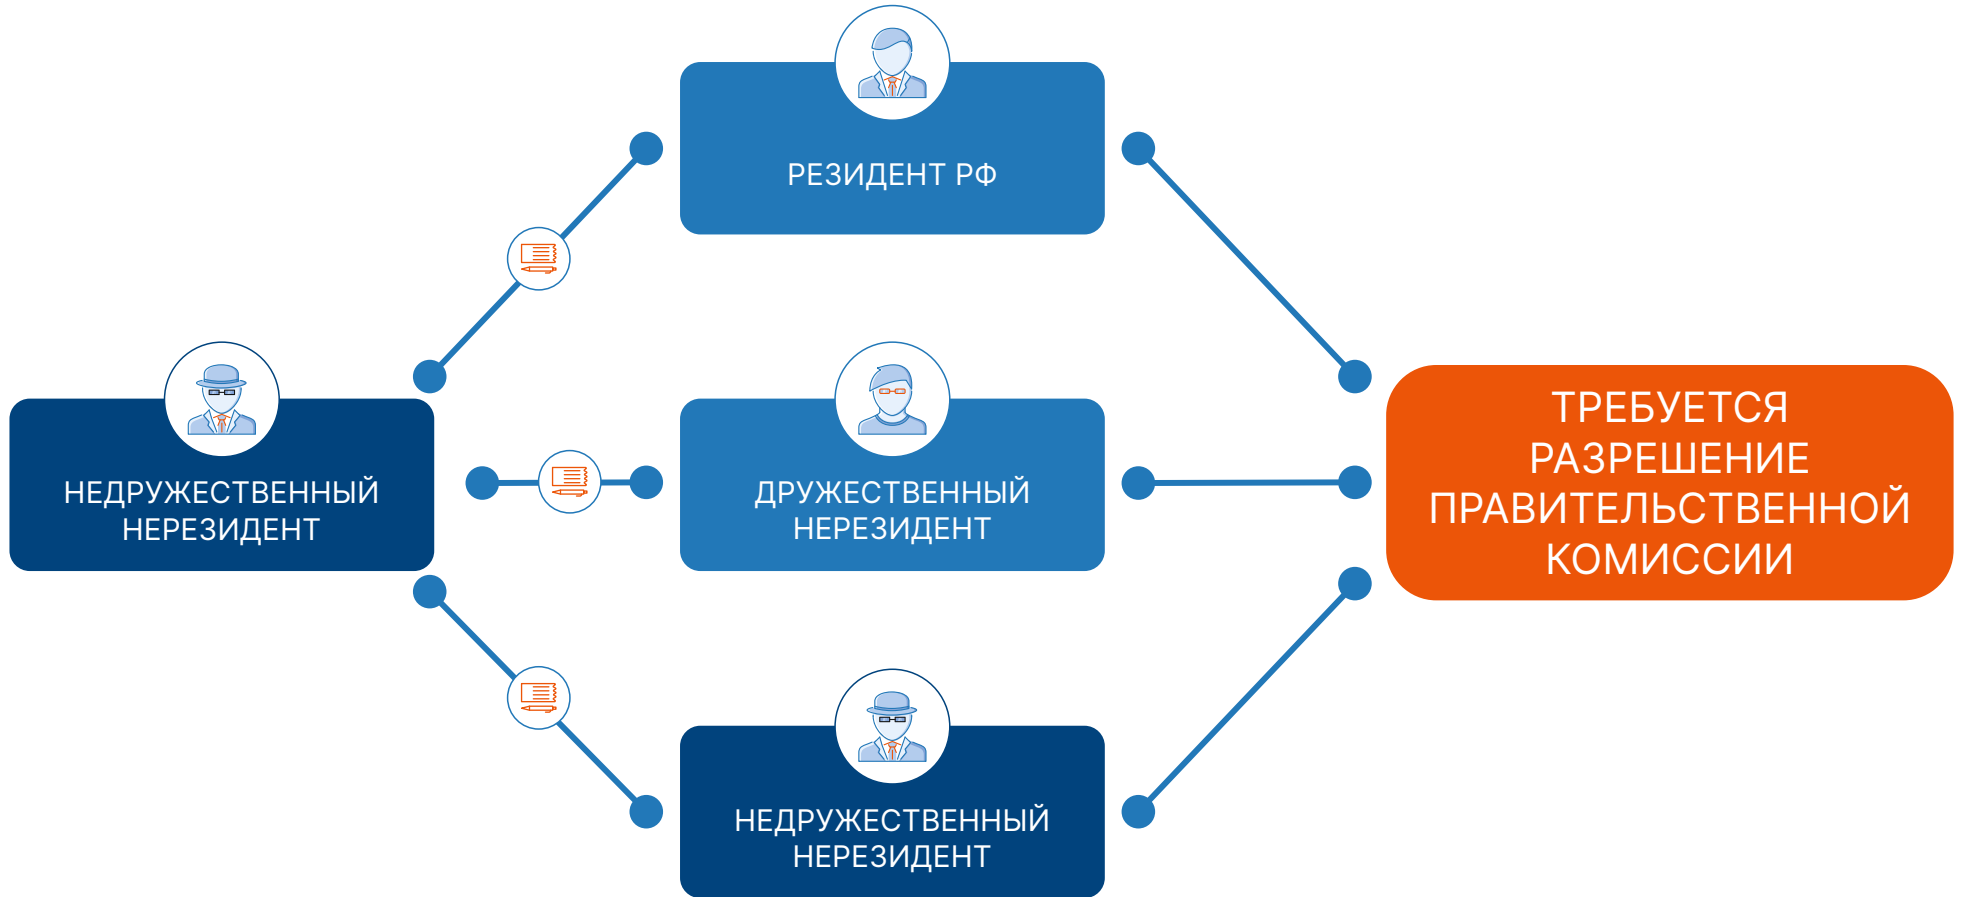 РЕЗИДЕНТ РФ
НЕДРУЖЕСТВЕННЫЙ
НЕРЕЗИДЕНТ
ДРУЖЕСТВЕННЫЙ
НЕРЕЗИДЕНТ
ТРЕБУЕТСЯ
РАЗРЕШЕНИЕ
ПРАВИТЕЛЬСТВЕННОЙ
КОМИССИИ
НЕДРУЖЕСТВЕННЫЙ
НЕРЕЗИДЕНТ